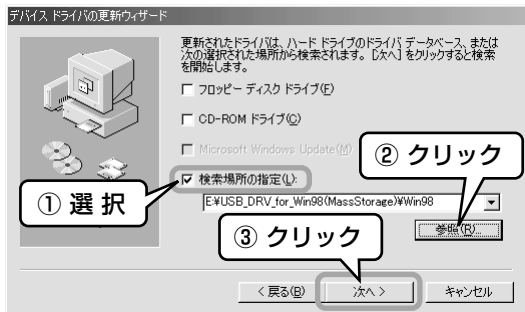 デバイス ドライバの更新ウィザード
更新されたドライバは、ハード ドライブのドライバ データベース、または
次の選択された場所から検索されます。[次へ] をクリックすると検索
を開始します。
フロッピー ディスク ドライブ(F)
CD-ROM ドライブ(C)
Microsoft Windows Update(M)
② クリック
検索場所の指定(L):
① 選 択
E:¥USB_DRV_for_Win98(MassStorage)¥Win98
参照(R)...
③ クリック
< 戻る(B)
次へ >
キャンセル